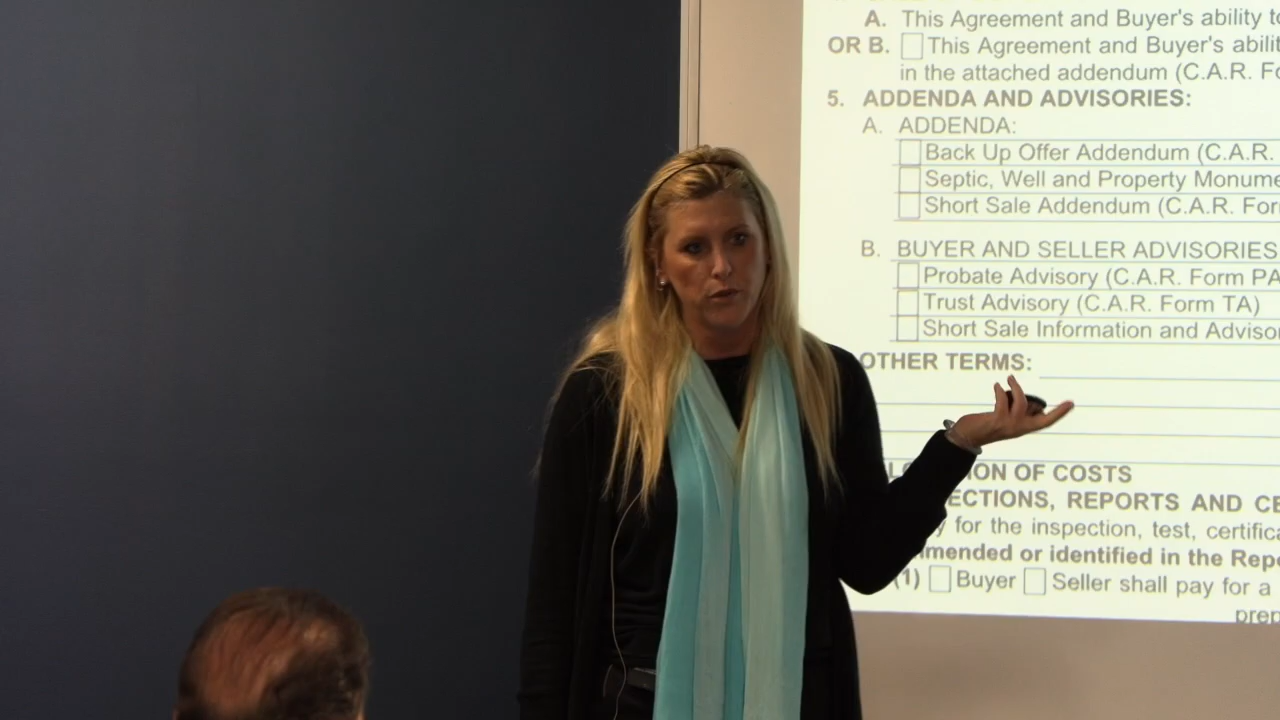 A. This Agreement and Buyer's ability to
OR B. This Agreement and Buyer's abilit
in the attached addendum (C.A.R. Fo
5. ADDENDA AND ADVISORIES:
A. ADDENDA:
Back Up Offer Addendum (C.A.R.
Septic, Well and Property Monume
Short Sale Addendum (C.A.R. For
B. BUYER AND SELLER ADVISORIES
Probate Advisory (C.A.R. Form PA
Trust Advisory (C.A.R. Form TA)
Short Sale Information and Advisor
OTHER TERMS:
ION OF COSTS
ECTIONS, REPORTS AND CE
y for the inspection, test, certifica
mended or identified in the Repo
(1) Buyer Seller shall pay for a
prep